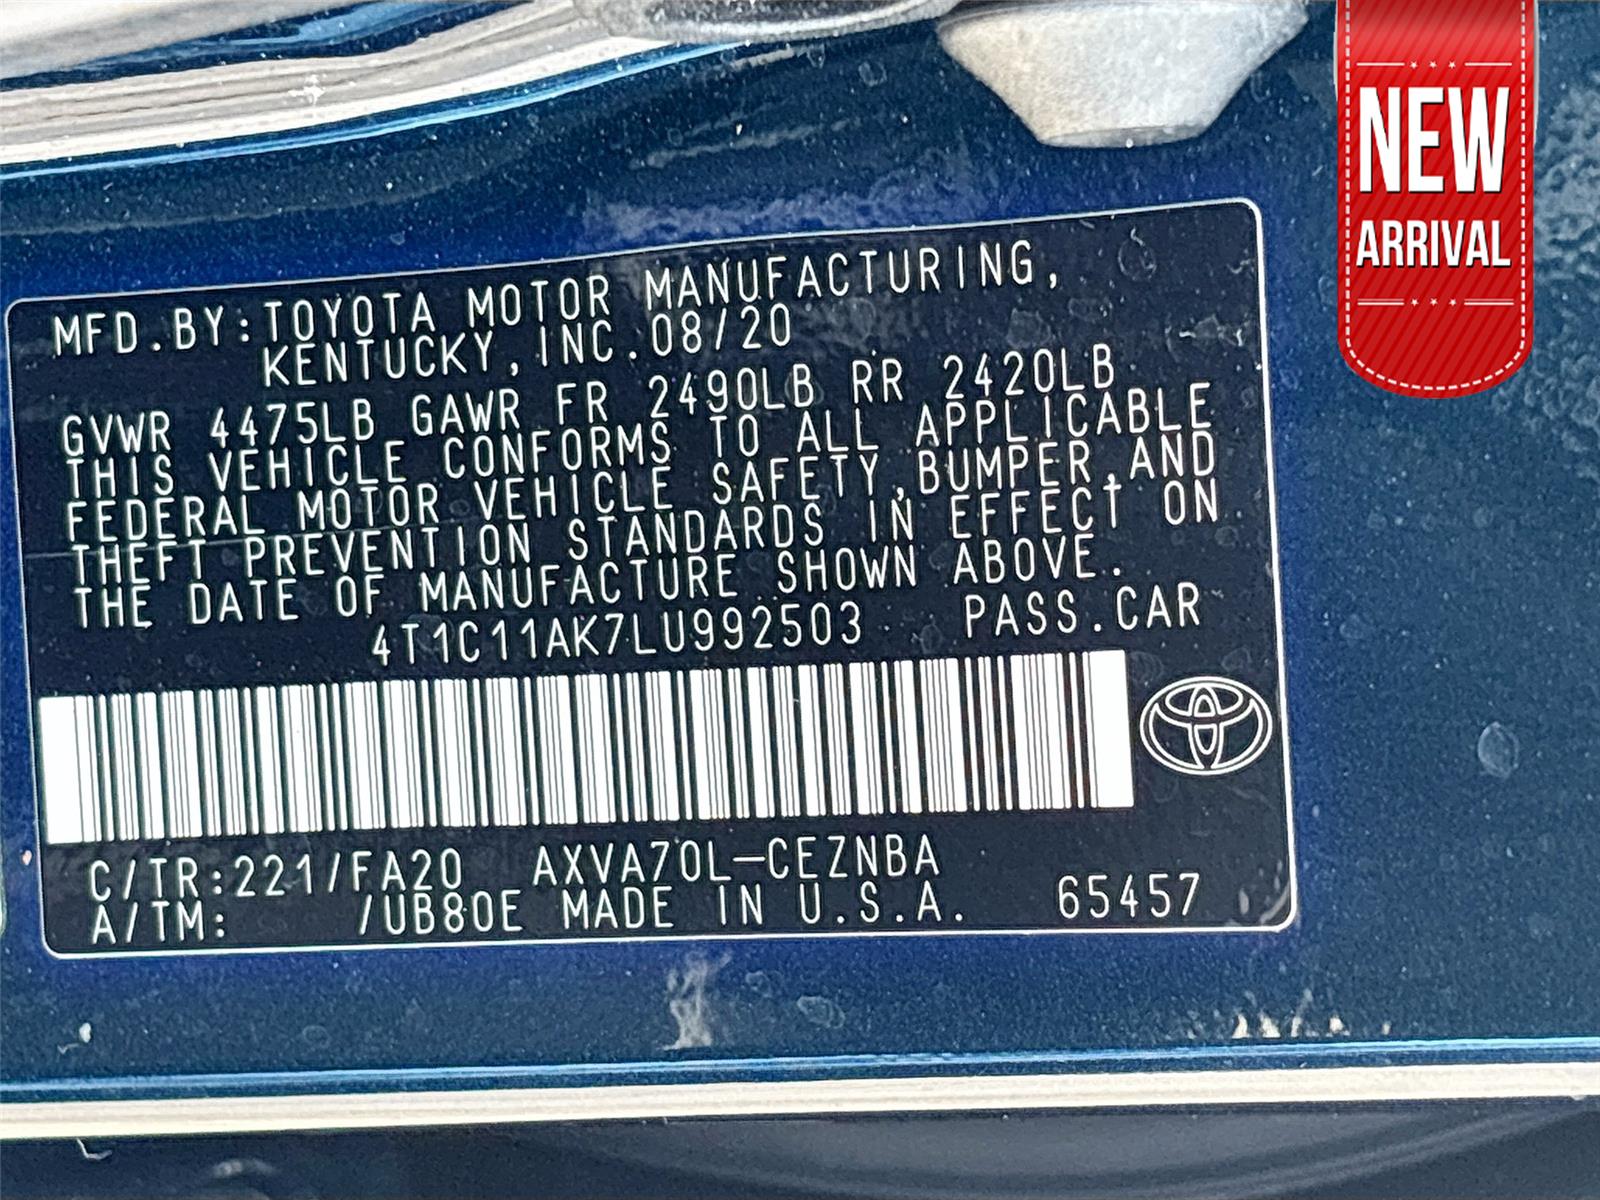 NEW
ARRIVAL
MFD.BY:TOYOTA MOTOR MANUFACTURING,
KENTUCKY,INC.08/20
GVWR 4475LB GAWR FR 2490LB RR 2420LB
THIS VEHICLE CONFORMS TO ALL APPLICABLE
FEDERAL MOTOR VEHICLE SAFETY,BUMPER,AND
THEFT PREVENTION STANDARDS IN EFFECT ON
THE DATE OF MANUFACTURE SHOWN ABOVE.
4T1C11AK7LU992503 PASS.CAR
C/TR:221/FA20 AXVA70L-CEZNBA
A/TM: /UB80E MADE IN U.S.A. 65457